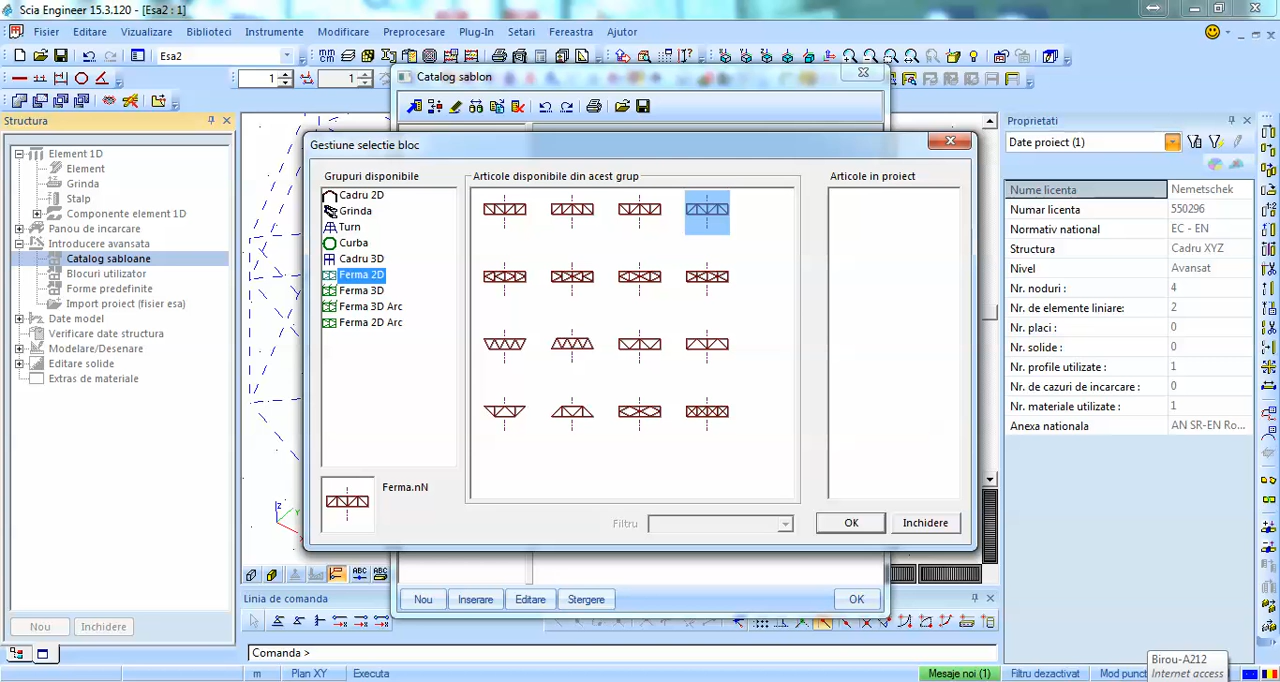 Scia Engineer 15.3.120 - [Esa2 : 1]
Fisier Editare Vizualizare Biblioteci Instrumente Modificare Preprocesare Plug-In Setari Fereastra Ajutor
Esa2
1 1
Catalog sablon
Structura
Element 1D
Element
Grinda
Stalp
Componente element 1D
Panou de incarcare
Introducere avansata
Catalog sabloane
Blocuri utilizator
Forme predefinite
Import proiect (fisier esa)
Date model
Verificare date structura
Modelare/Desenare
Editare solide
Extras de materiale
Nou Inchidere
Gestiune selectie bloc
Grupuri disponibile
Cadru 2D
Grinda
Turn
Curba
Cadru 3D
Ferma 2D
Ferma 3D
Ferma 3D Arc
Ferma 2D Arc
Ferma.nN
Articole disponibile din acest grup
Articole in proiect
Filtru
OK Inchidere
Nou Inserare Editare Stergere OK
Proprietati
Date proiect (1)
Nume licenta Nemetschek
Numar licenta 550296
Normativ national EC - EN
Structura Cadru XYZ
Nivel Avansat
Nr. noduri : 4
Nr. de elemente liniare: 2
Nr. placi : 0
Nr. solide : 0
Nr. profile utilizate : 1
Nr. de cazuri de incarcare : 0
Nr. materiale utilizate : 1
Anexa nationala AN SR-EN Ro...
z
Y
ABC ABC
Linia de comanda
Comanda >
m Plan XY Executa Mesaje noi (1) Filtru dezactivat Mod punct
Birou-A212
Internet access